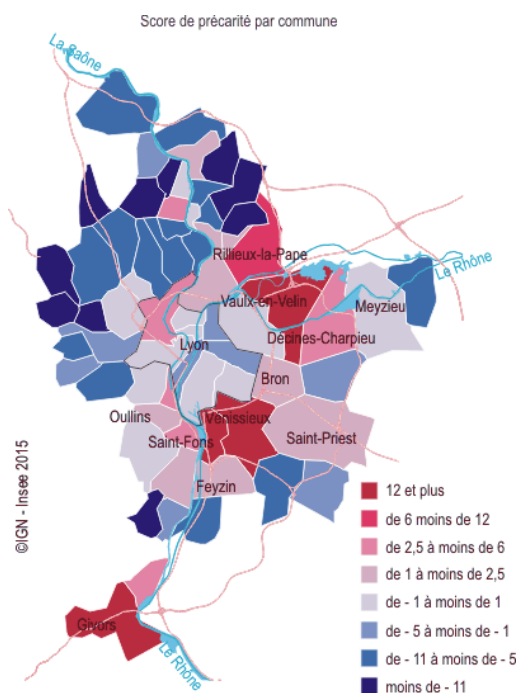 Score de précarité par commune
La Saône
Rillieux-la-Pape
Le Rhône
Vaulx-en-Velin
Meyzieu
Décines-Charpieu
Lyon
Bron
Oullins
Vénissieux
Saint-Fons
Saint-Priest
Feyzin
©IGN - Insee 2015
12 et plus
de 6 moins de 12
de 2,5 à moins de 6
de 1 à moins de 2,5
de - 1 à moins de 1
de - 5 à moins de - 1
de - 11 à moins de - 5
moins de - 11
Givors
Le Rhône